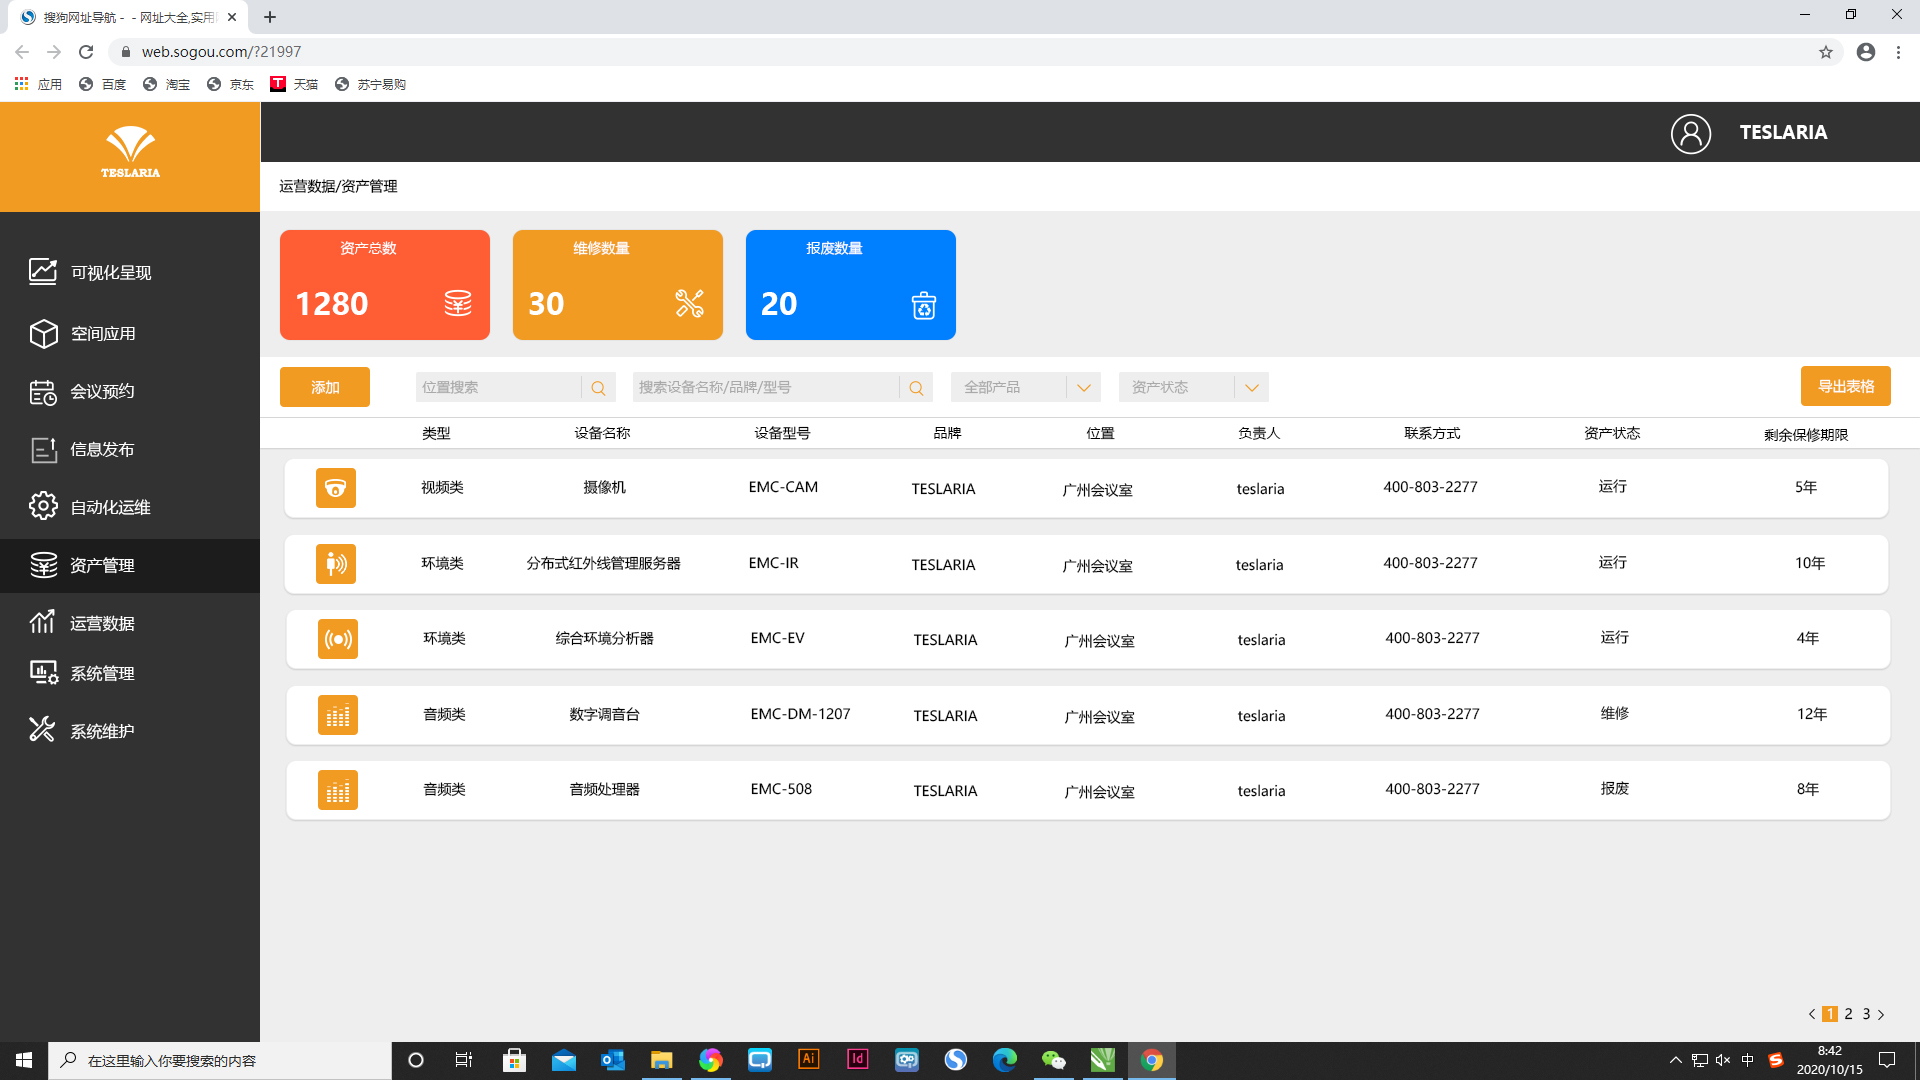 搜狗网址导航 - - 网址大全,实用
web.sogou.com/?21997
应用 百度 淘宝 京东 天猫 苏宁易购
TESLARIA
TESLARIA
运营数据/资产管理
可视化呈现
空间应用
会议预约
信息发布
自动化运维
资产管理
运营数据
系统管理
系统维护
资产总数
1280
维修数量
30
报废数量
20
添加 位置搜索 搜索设备名称/品牌/型号 全部产品 资产状态 导出表格
类型 设备名称 设备型号 品牌 位置 负责人 联系方式 资产状态 剩余保修期限
视频类 摄像机 EMC-CAM TESLARIA 广州会议室 teslaria 400-803-2277 运行 5年
环境类 分布式红外线管理服务器 EMC-IR TESLARIA 广州会议室 teslaria 400-803-2277 运行 10年
环境类 综合环境分析器 EMC-EV TESLARIA 广州会议室 teslaria 400-803-2277 运行 4年
音频类 数字调音台 EMC-DM-1207 TESLARIA 广州会议室 teslaria 400-803-2277 维修 12年
音频类 音频处理器 EMC-508 TESLARIA 广州会议室 teslaria 400-803-2277 报废 8年
< 1 2 3 >
在这里输入你要搜索的内容
Ai
Id
中
8:42
2020/10/15